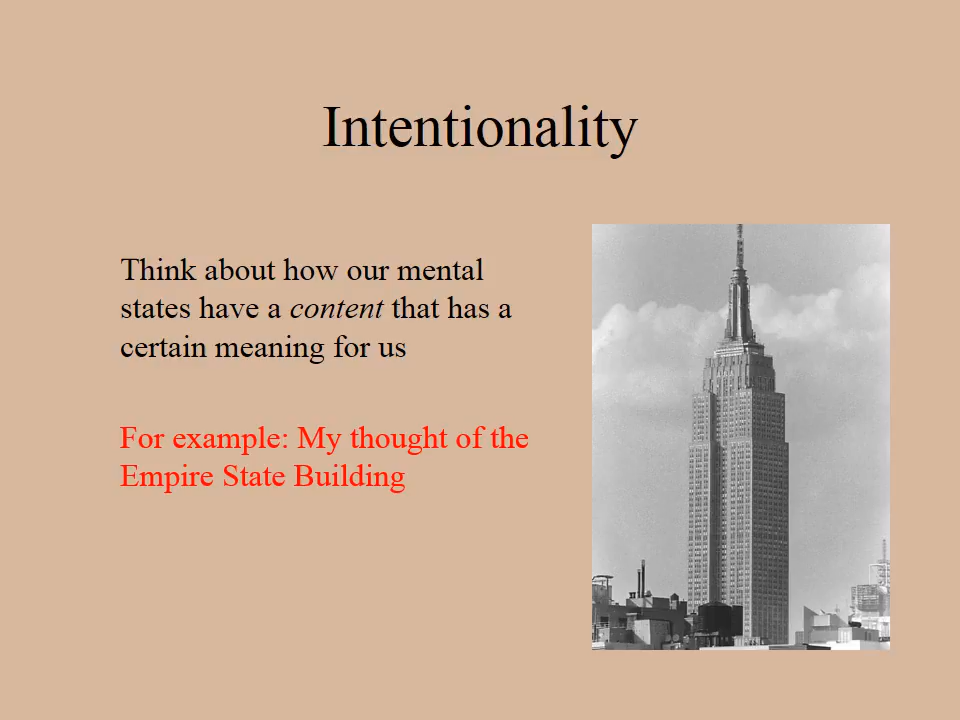 Intentionality
Think about how our mental
states have a content that has a
certain meaning for us
For example: My thought of the
Empire State Building